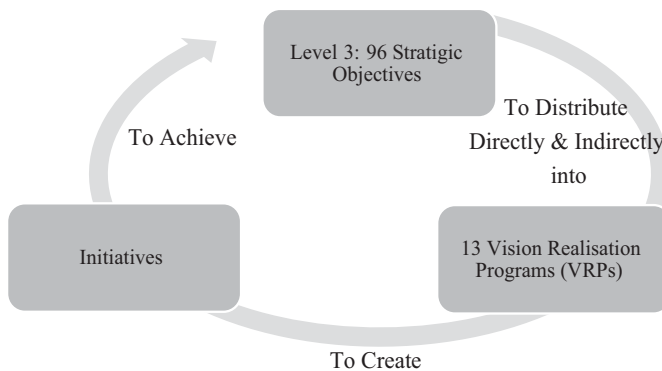 Level 3: 96 Stratigic
Objectives
To Distribute
Directly & Indirectly
into
13 Vision Realisation
Programs (VRPs)
To Create
Initiatives
To Achieve